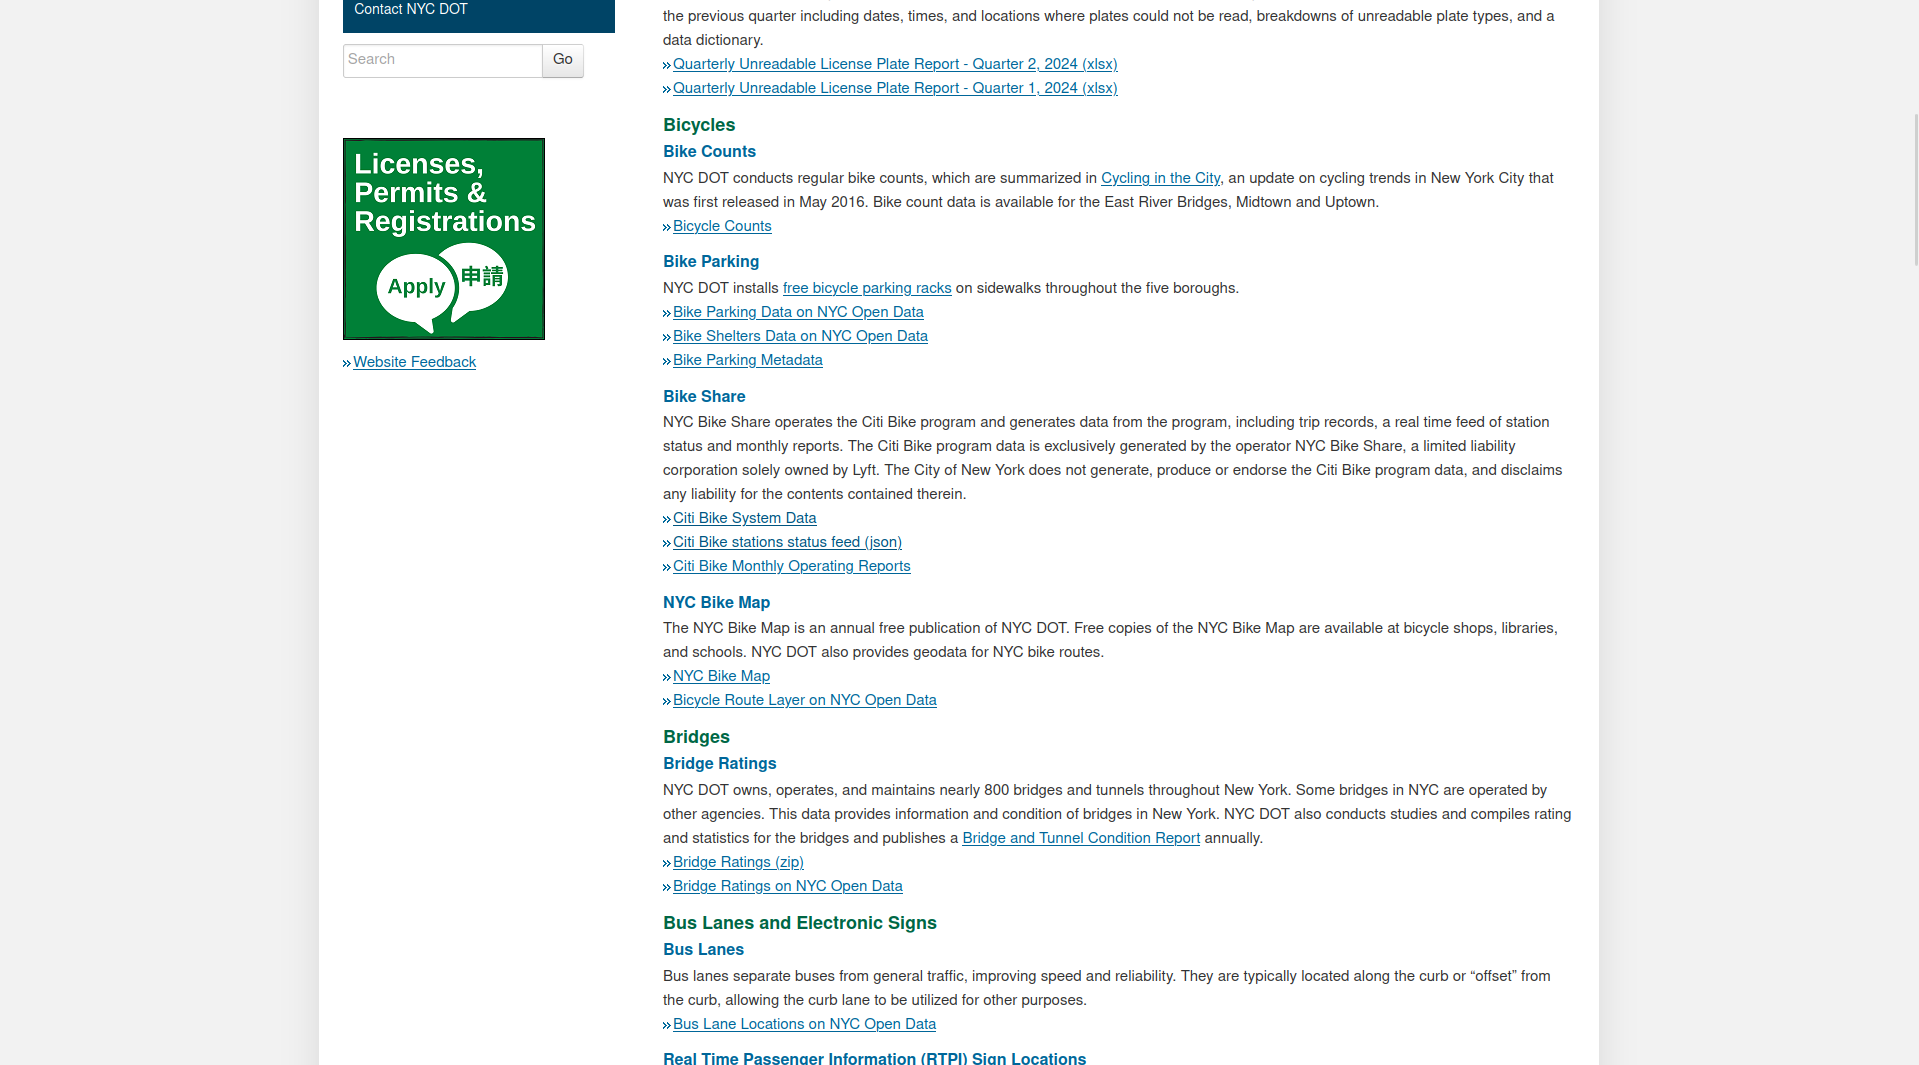 Contact NYC DOT
Search
Go
Licenses,
Permits &
Registrations
Apply
申請
Website Feedback
the previous quarter including dates, times, and locations where plates could not be read, breakdowns of unreadable plate types, and a
data dictionary.
Quarterly Unreadable License Plate Report - Quarter 2, 2024 (xlsx)
Quarterly Unreadable License Plate Report - Quarter 1, 2024 (xlsx)
Bicycles
Bike Counts
NYC DOT conducts regular bike counts, which are summarized in Cycling in the City, an update on cycling trends in New York City that
was first released in May 2016. Bike count data is available for the East River Bridges, Midtown and Uptown.
Bicycle Counts
Bike Parking
NYC DOT installs free bicycle parking racks on sidewalks throughout the five boroughs.
Bike Parking Data on NYC Open Data
Bike Shelters Data on NYC Open Data
Bike Parking Metadata
Bike Share
NYC Bike Share operates the Citi Bike program and generates data from the program, including trip records, a real time feed of station
status and monthly reports. The Citi Bike program data is exclusively generated by the operator NYC Bike Share, a limited liability
corporation solely owned by Lyft. The City of New York does not generate, produce or endorse the Citi Bike program data, and disclaims
any liability for the contents contained therein.
Citi Bike System Data
Citi Bike stations status feed (json)
Citi Bike Monthly Operating Reports
NYC Bike Map
The NYC Bike Map is an annual free publication of NYC DOT. Free copies of the NYC Bike Map are available at bicycle shops, libraries,
and schools. NYC DOT also provides geodata for NYC bike routes.
NYC Bike Map
Bicycle Route Layer on NYC Open Data
Bridges
Bridge Ratings
NYC DOT owns, operates, and maintains nearly 800 bridges and tunnels throughout New York. Some bridges in NYC are operated by
other agencies. This data provides information and condition of bridges in New York. NYC DOT also conducts studies and compiles rating
and statistics for the bridges and publishes a Bridge and Tunnel Condition Report annually.
Bridge Ratings (zip)
Bridge Ratings on NYC Open Data
Bus Lanes and Electronic Signs
Bus Lanes
Bus lanes separate buses from general traffic, improving speed and reliability. They are typically located along the curb or “offset” from
the curb, allowing the curb lane to be utilized for other purposes.
Bus Lane Locations on NYC Open Data
Real Time Passenger Information (RTPI) Sign Locations